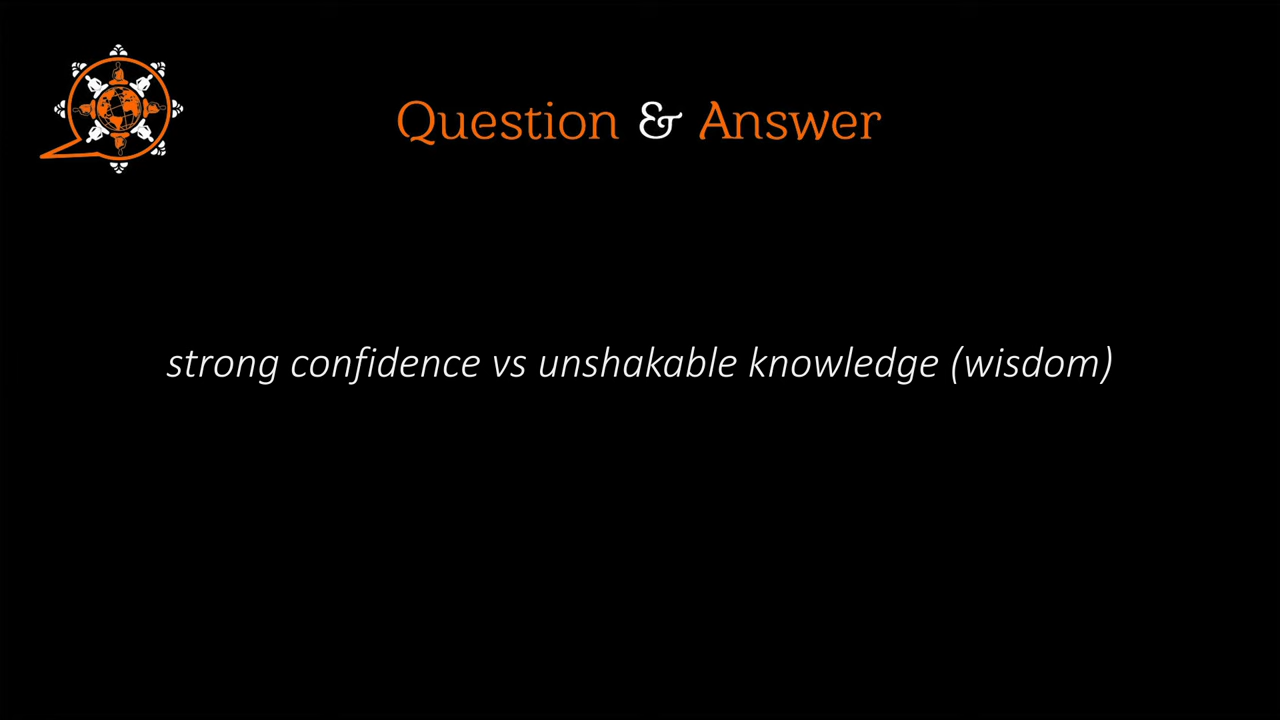 Question & Answer
strong confidence vs unshakable knowledge (wisdom)